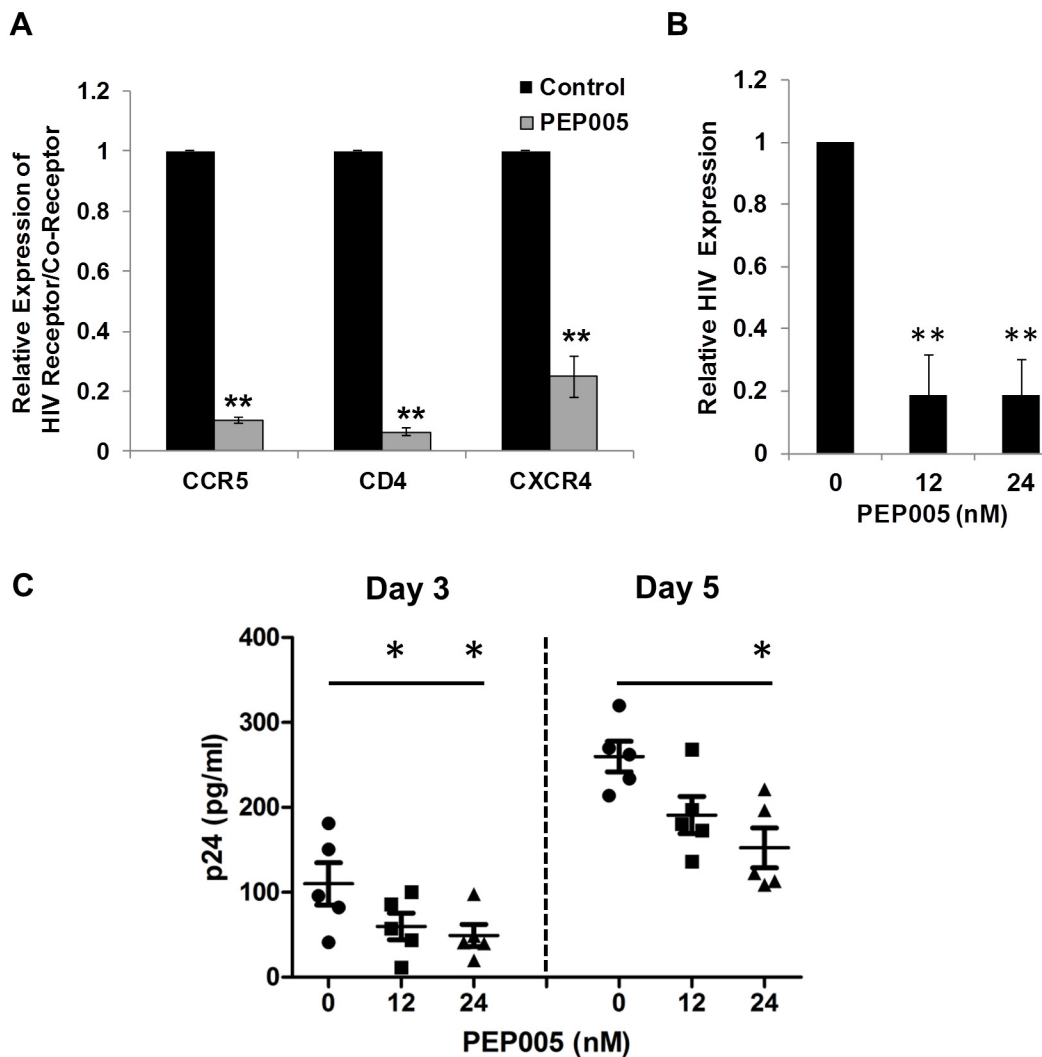 A
Relative Expression of
HIV Receptor/Co-Receptor
1.2
1
0.8
0.6
0.4
0.2
0
Control
PEP005
**
**
**
CCR5 CD4 CXCR4
B
Relative HIV Expression
1.2
1
0.8
0.6
0.4
0.2
0
**
**
0 12 24
PEP005 (nM)
C
Day 3 Day 5
p24 (pg/ml)
400
300
200
100
0
* * *
0 12 24 0 12 24
PEP005 (nM)